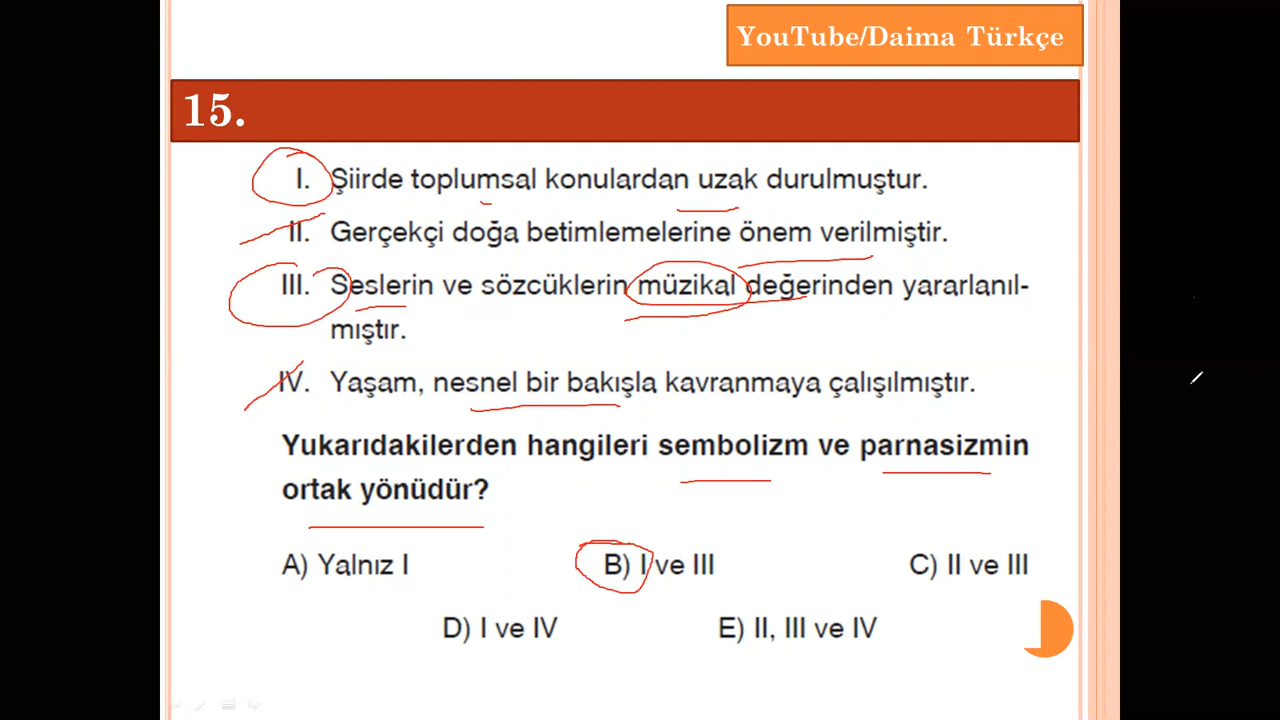 YouTube/Daima Türkçe
15.
I. Şiirde toplumsal konulardan uzak durulmuştur.
II. Gerçekçi doğa betimlemelerine önem verilmiştir.
III. Seslerin ve sözcüklerin müzikal değerinden yararlanıl-
mıştır.
IV. Yaşam, nesnel bir bakışla kavranmaya çalışılmıştır.
Yukarıdakilerden hangileri sembolizm ve parnasizmin
ortak yönüdür?
A) Yalnız I B) I ve III C) II ve III
D) I ve IV E) II, III ve IV